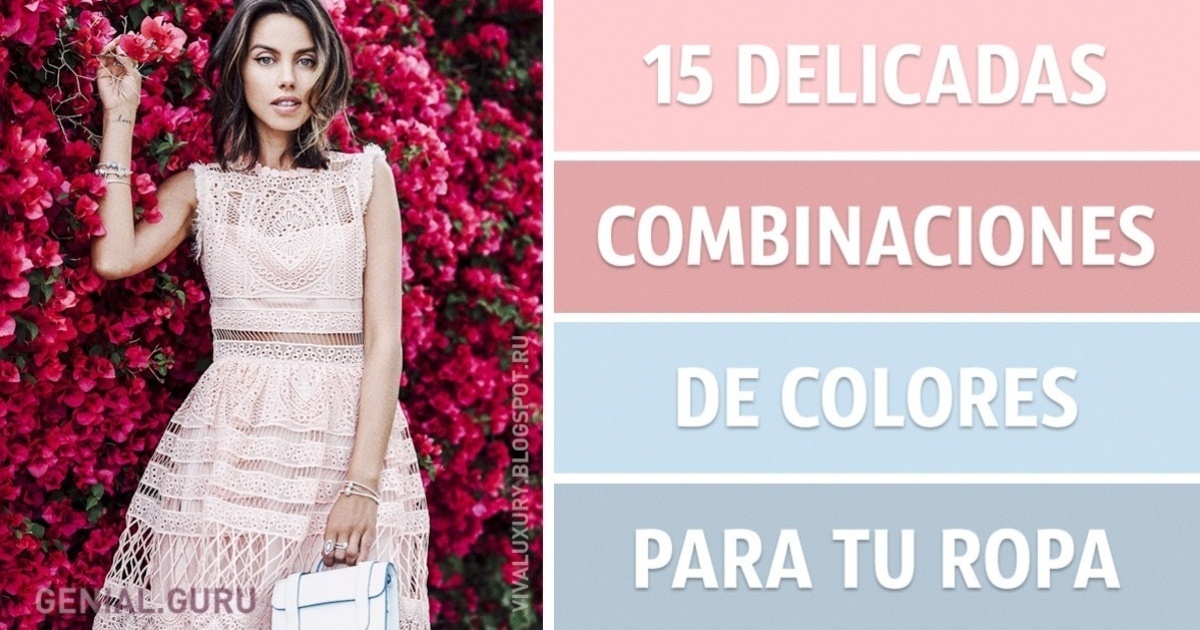 15 DELICADAS
COMBINACIONES
DE COLORES
PARA TU ROPA
GENIAL.GURU
VIVALUXURY.BLOGSPOT.RU